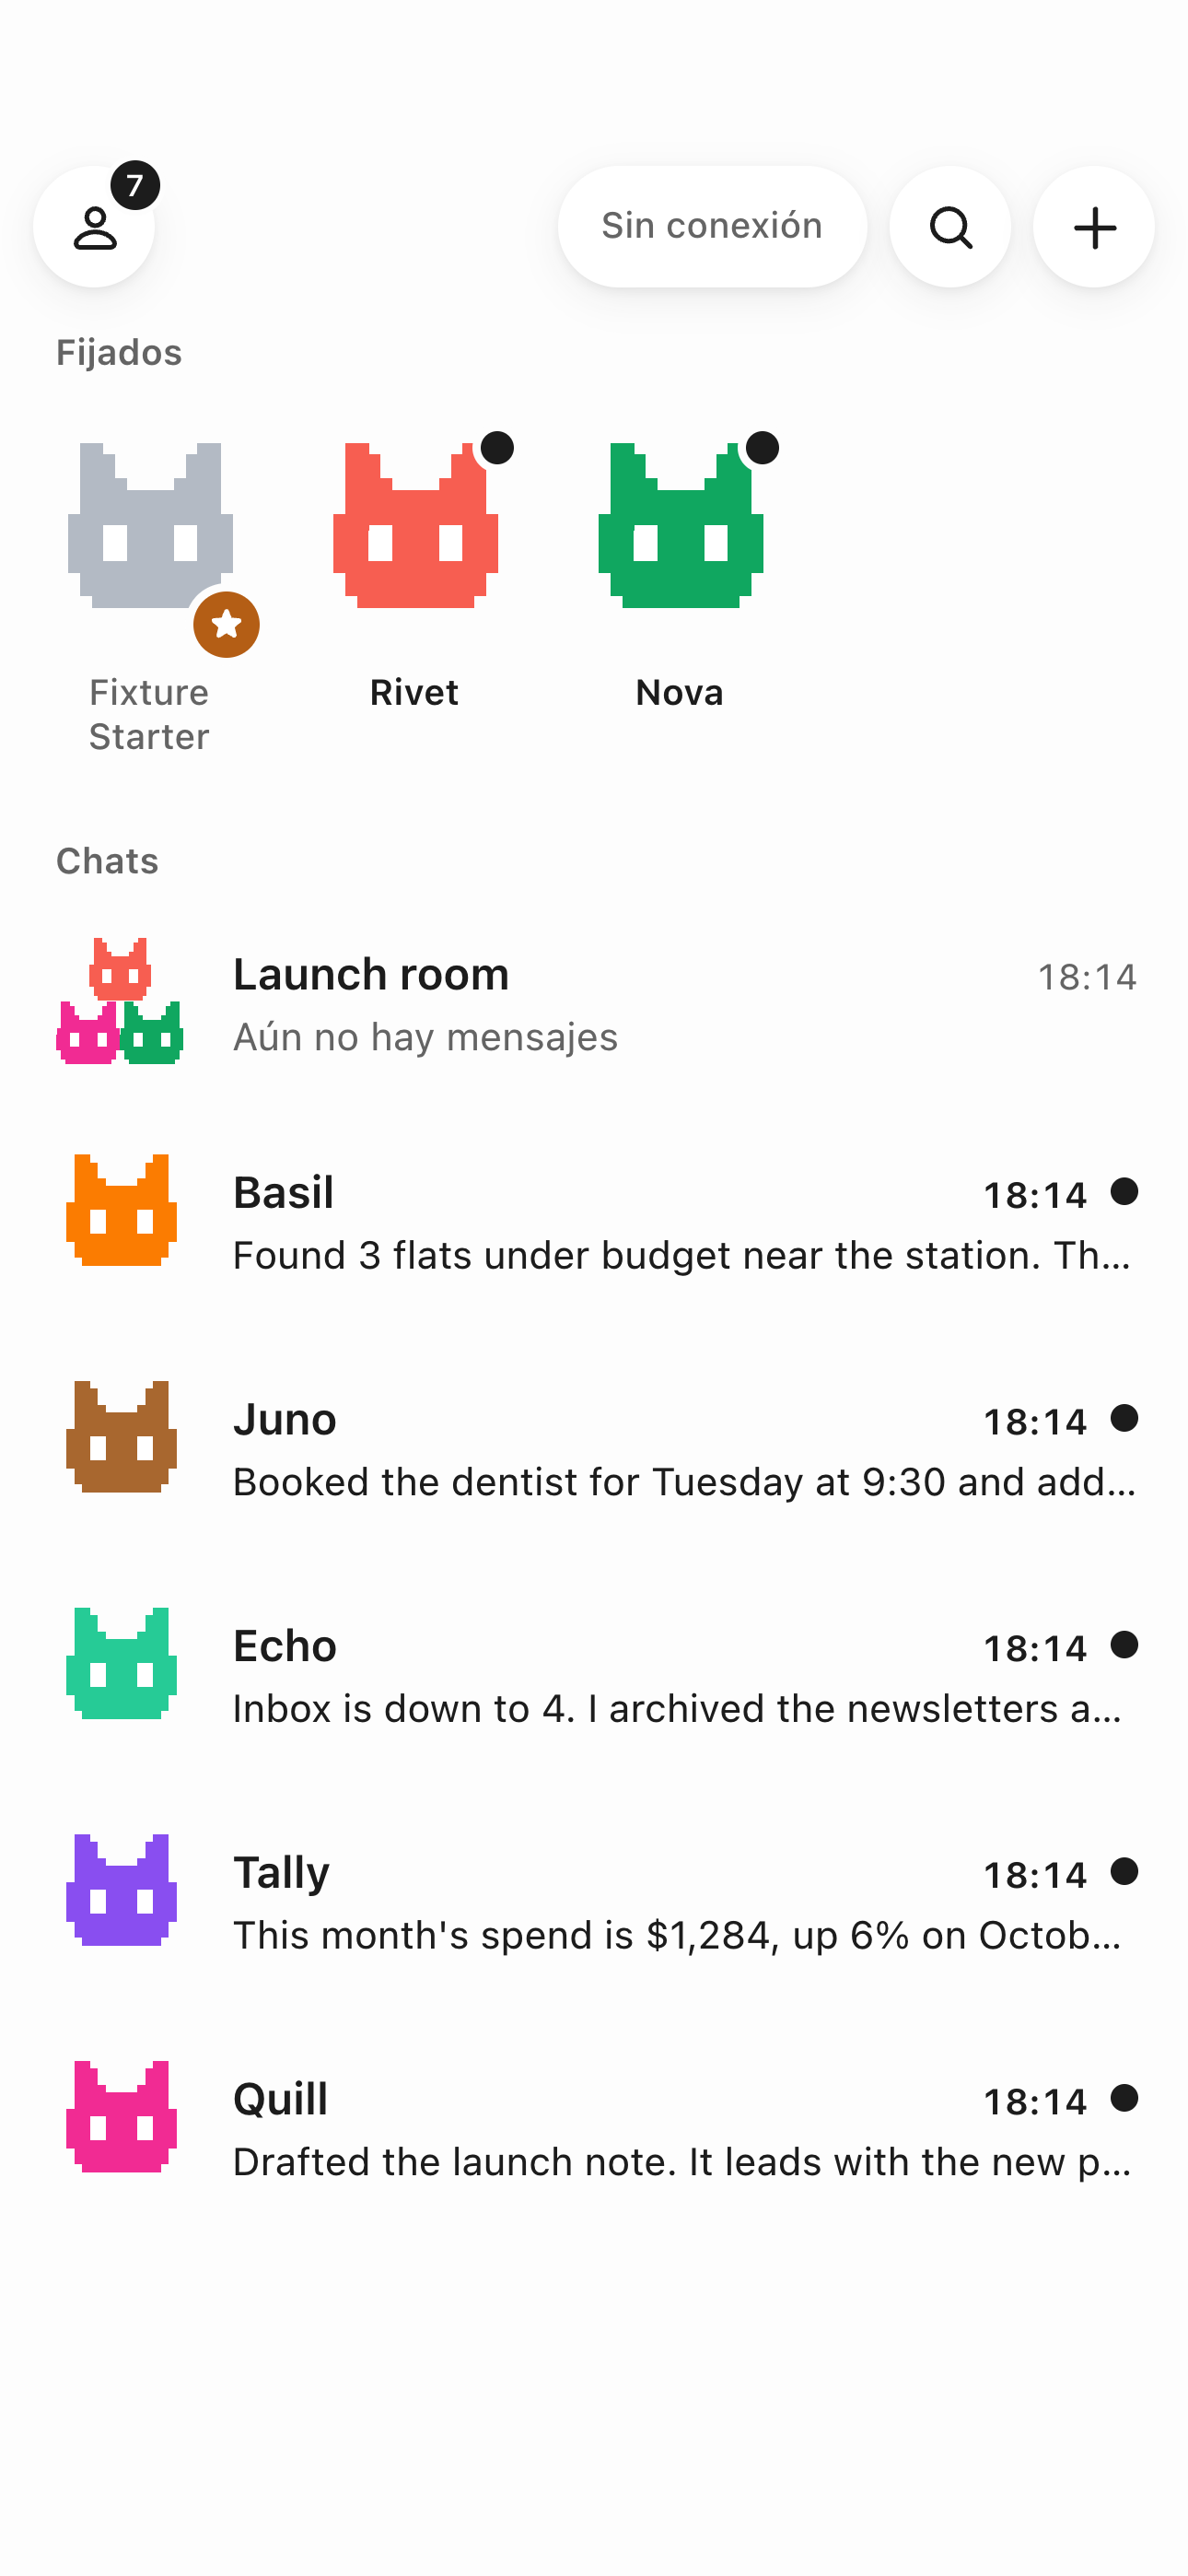 7
Sin conexión
Fijados
Fixture
Starter
Rivet
Nova
Chats
Launch room
18:14
Aún no hay mensajes
Basil
18:14
Found 3 flats under budget near the station. Th...
Juno
18:14
Booked the dentist for Tuesday at 9:30 and add...
Echo
18:14
Inbox is down to 4. I archived the newsletters a...
Tally
18:14
This month's spend is $1,284, up 6% on Octob...
Quill
18:14
Drafted the launch note. It leads with the new p...